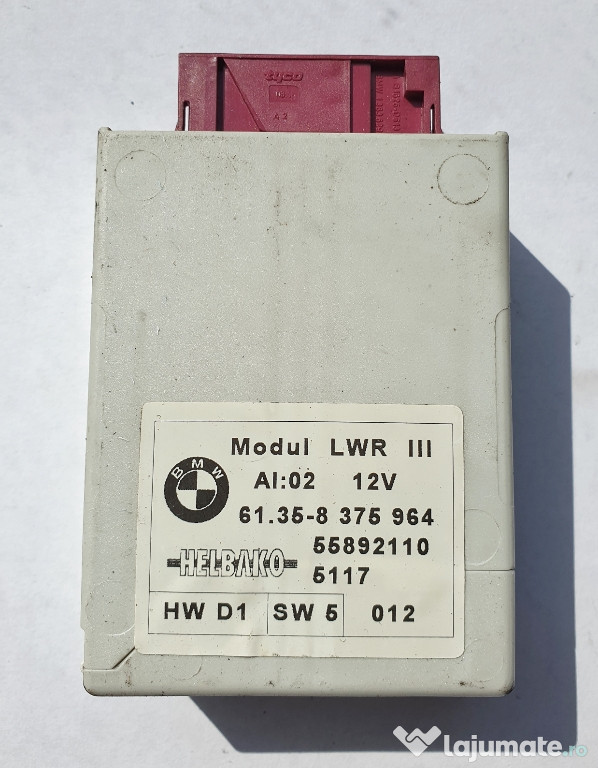 tyco
42
Modul LWR III
BMW
AI:02 12V
61.35-8 375 964
55892110
HELBAKO
5117
HW D1 SW 5 012
lajumate.ro